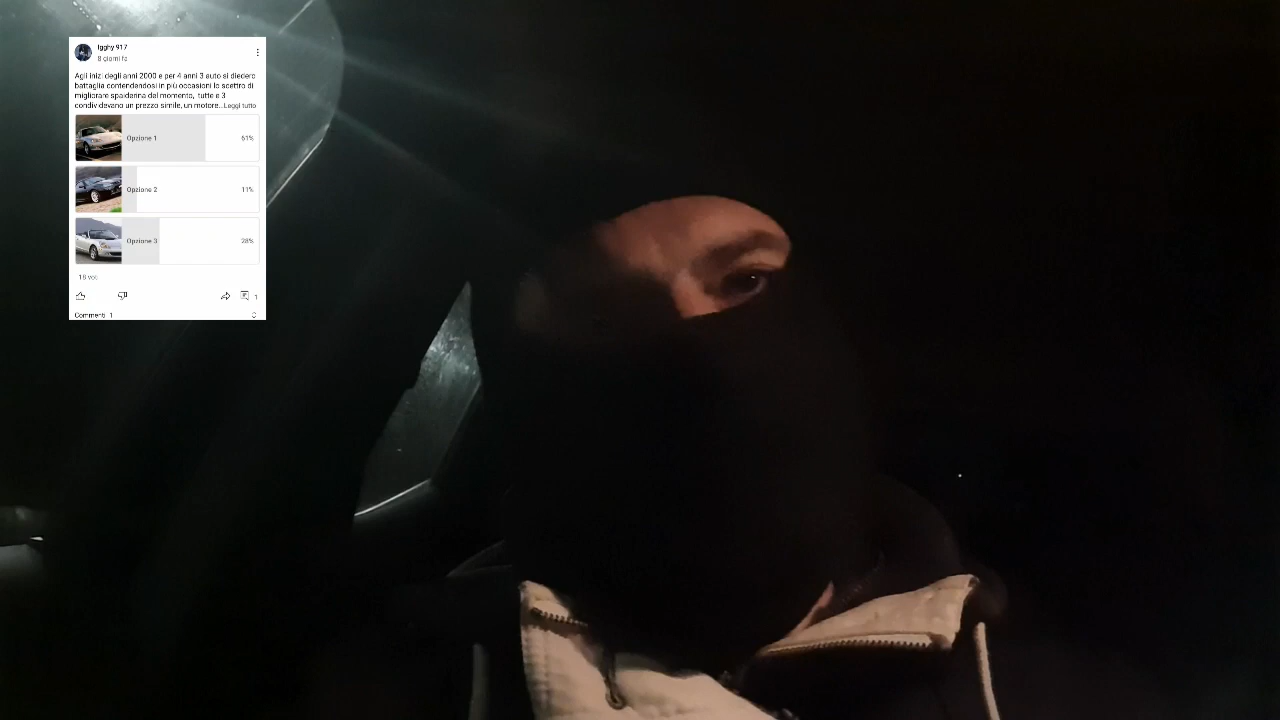 Igghy 917
8 giorni fa
Agli inizi degli anni 2000 e per 4 anni 3 auto si diedero
battaglia contendendosi in più occasioni lo scettro di
migliorare spaiderina del momento, tutte e 3
condividevano un prezzo simile, un motore...Leggi tutto
Opzione 1 61%
Opzione 2 11%
Opzione 3 28%
18 voti
1
Commenti 1